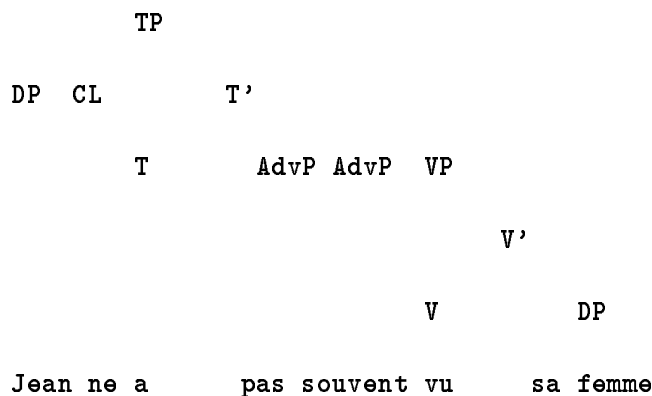 TP
DP CL T'
T AdvP AdvP VP
V'
V DP
Jean ne a pas souvent vu sa femme